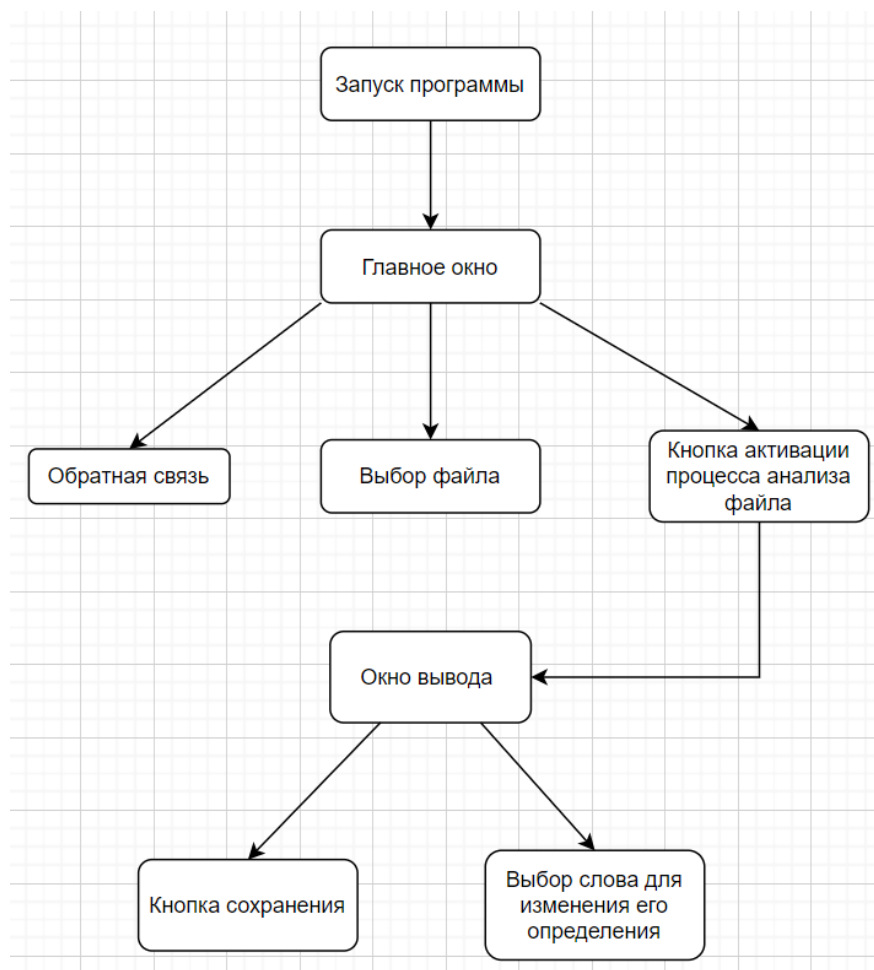 Запуск программы
Главное окно
Обратная связь
Выбор файла
Кнопка активации
процесса анализа
файла
Окно вывода
Кнопка сохранения
Выбор слова для
изменения его
определения